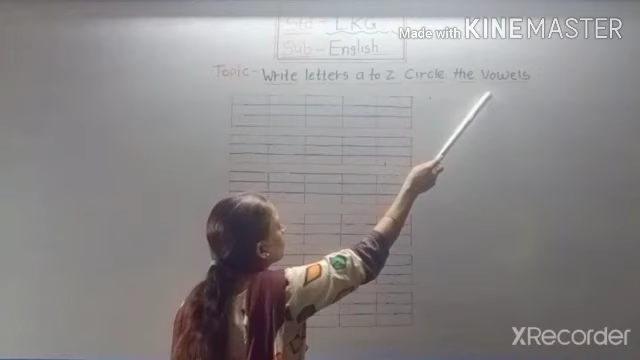 Made with KINEMASTER
Std - LKG
Sub - English
Topic - Write letters a to z Circle the Vowels
XRecorder